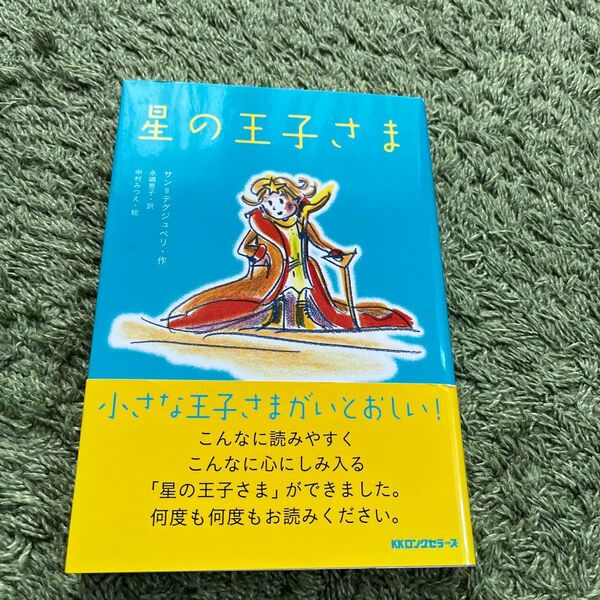 星の王子さま
サン=テグジュペリ・作
永嶋恵子・訳
中村みつえ・絵
小さな王子さまがいとおしい!
こんなに読みやすく
こんなに心にしみ入る
「星の王子さま」ができました。
何度も何度もお読みください。
KKロングセラーズ